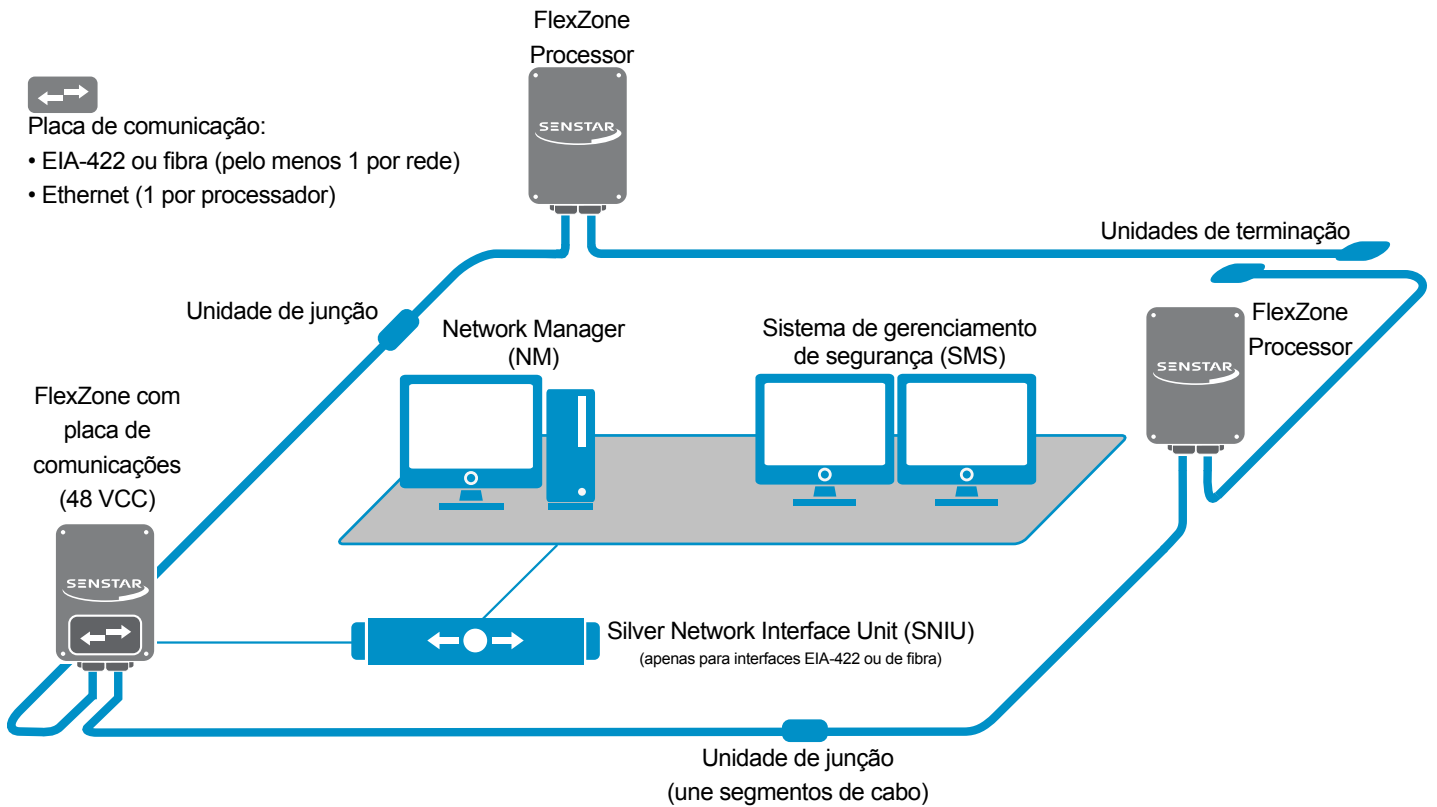 FlexZone
Processor
SENSTAR
Placa de comunicação:
• EIA-422 ou fibra (pelo menos 1 por rede)
• Ethernet (1 por processador)
Unidades de terminação
Unidade de junção
Network Manager
(NM)
Sistema de gerenciamento
de segurança (SMS)
FlexZone
Processor
SENSTAR
FlexZone com
placa de
comunicações
(48 VCC)
SENSTAR
Silver Network Interface Unit (SNIU)
(apenas para interfaces EIA-422 ou de fibra)
Unidade de junção
(une segmentos de cabo)